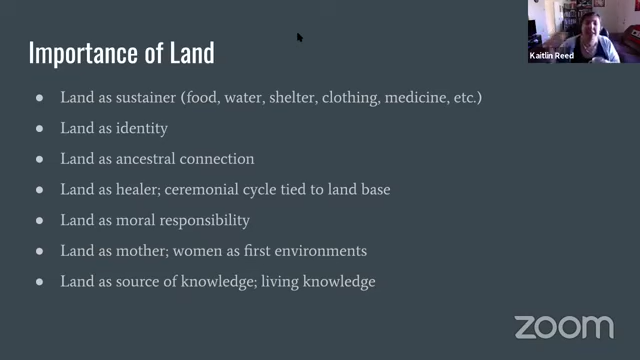 Kaitlin Reed
Importance of Land
● Land as sustainer (food, water, shelter, clothing, medicine, etc.)
● Land as identity
● Land as ancestral connection
● Land as healer; ceremonial cycle tied to land base
● Land as moral responsibility
● Land as mother; women as first environments
● Land as source of knowledge; living knowledge
zoom